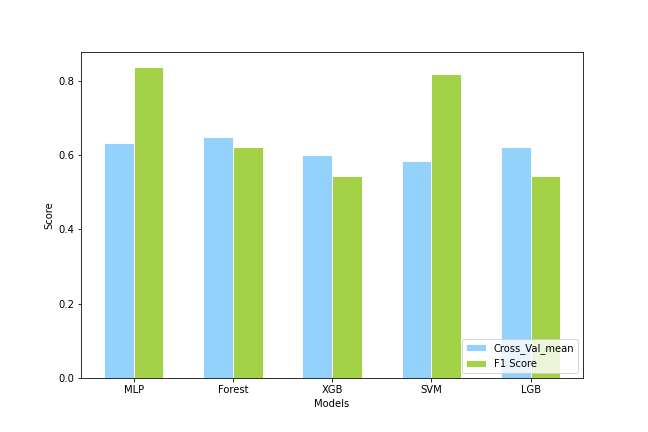 0.8
0.6
0.4
0.2
0.0
Score
MLP Forest XGB SVM LGB
Models
Cross_Val_mean
F1 Score